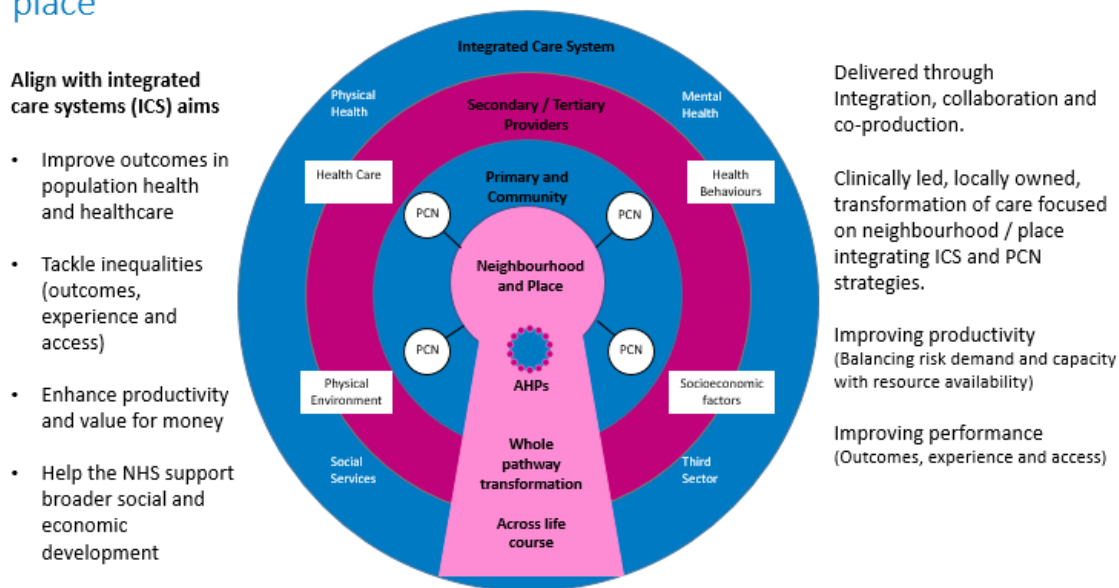 place
Align with integrated
care systems (ICS) aims
• Improve outcomes in
population health
and healthcare
• Tackle inequalities
(outcomes,
experience and
access)
• Enhance productivity
and value for money
• Help the NHS support
broader social and
economic
development
Integrated Care System
Physical
Health
Mental
Health
Secondary / Tertiary
Providers
Health Care
Health
Behaviours
Primary and
Community
PCN
PCN
Neighbourhood
and Place
PCN
PCN
AHPs
Physical
Environment
Socioeconomic
factors
Whole
pathway
transformation
Social
Services
Third
Sector
Across life
course
Delivered through
Integration, collaboration and
co-production.
Clinically led, locally owned,
transformation of care focused
on neighbourhood / place
integrating ICS and PCN
strategies.
Improving productivity
(Balancing risk demand and capacity
with resource availability)
Improving performance
(Outcomes, experience and access)